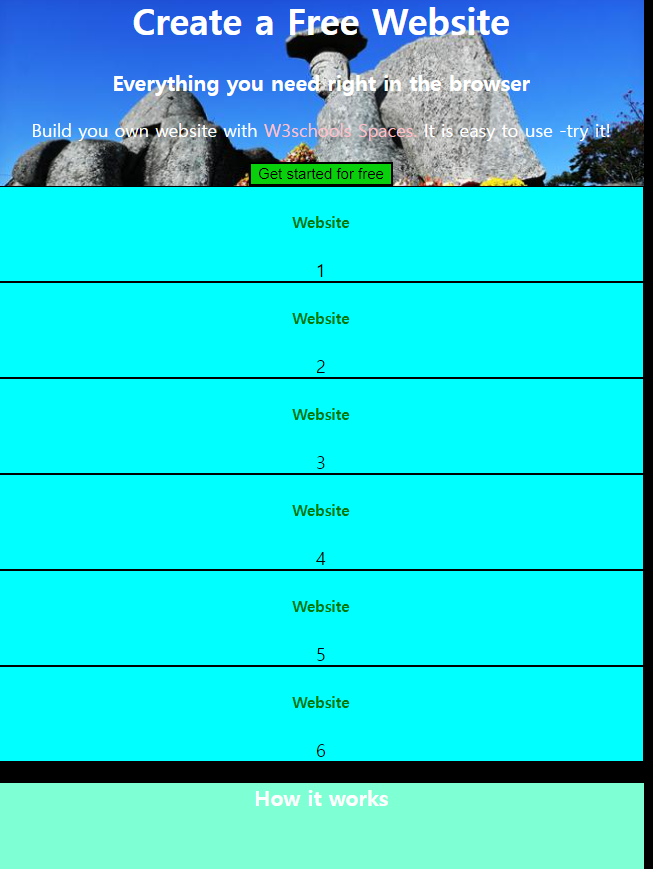 Create a Free Website
Everything you need right in the browser
Build you own website with W3schools Spaces. It is easy to use -try it!
Get started for free
Website
1
Website
2
Website
3
Website
4
Website
5
Website
6
How it works